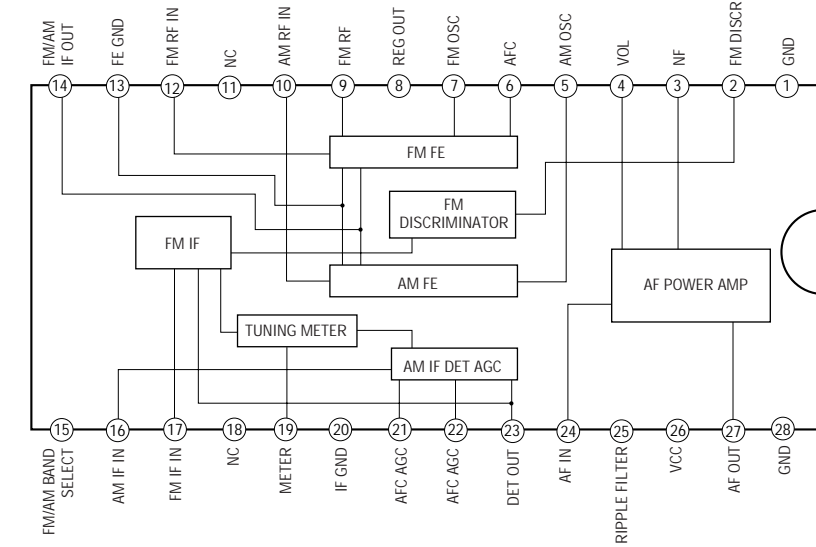 FM/AM
IF OUT
FE GND
FM RF IN
NC
AM RF IN
FM RF
REG OUT
FM OSC
AFC
AM OSC
VOL
NF
FM DISCR
GND
14
13
12
11
10
9
8
7
6
5
4
3
2
1
FM FE
FM
DISCRIMINATOR
FM IF
AM FE
AF POWER AMP
TUNING METER
AM IF DET AGC
15
16
17
18
19
20
21
22
23
24
25
26
27
28
FM/AM BAND
SELECT
AM IF IN
FM IF IN
NC
METER
IF GND
AFC AGC
AFC AGC
DET OUT
AF IN
RIPPLE FILTER
VCC
AF OUT
GND